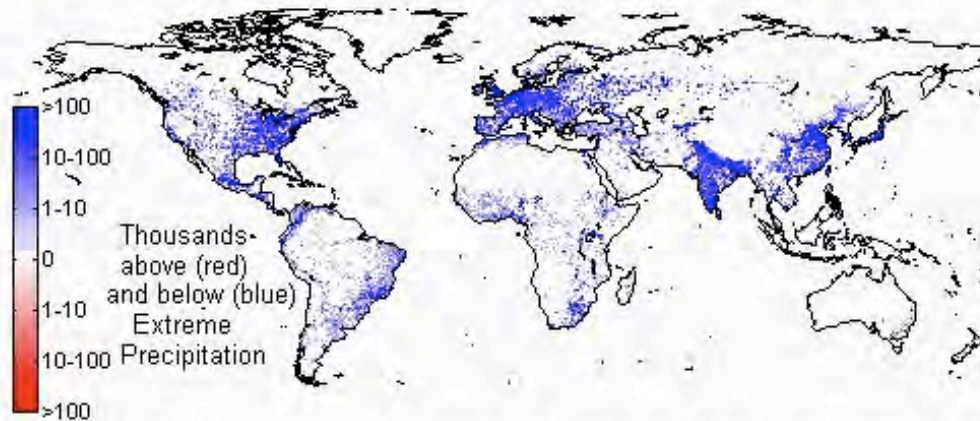 >100
10-100
1-10
0
1-10
10-100
>100
Thousands
above (red)
and below (blue)
Extreme
Precipitation